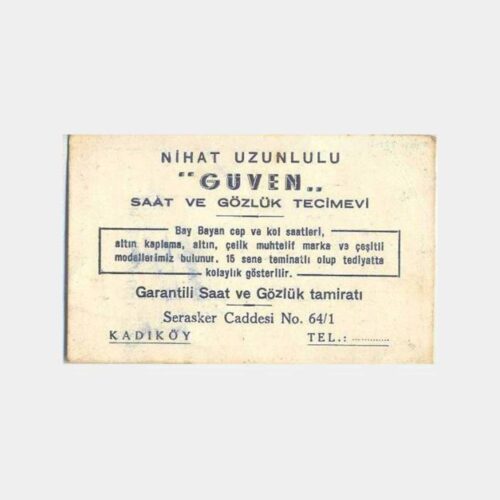 NİHAT UZUNLULU
"GÜVEN„
SAAT VE GÖZLÜK TECİMEVİ
Bay Bayan cep ve kol saatleri,
altın kaplama, altın, çelik muhtelif marka və çeşitli
modellerimiz bulunur. 15 sene teminatlı olup tediyatta
kolaylık gösterilir.
Garantili Saat ve Gözlük tamiratı
Serasker Caddesi No. 64/1
KADIKÖY TEL.: ..............